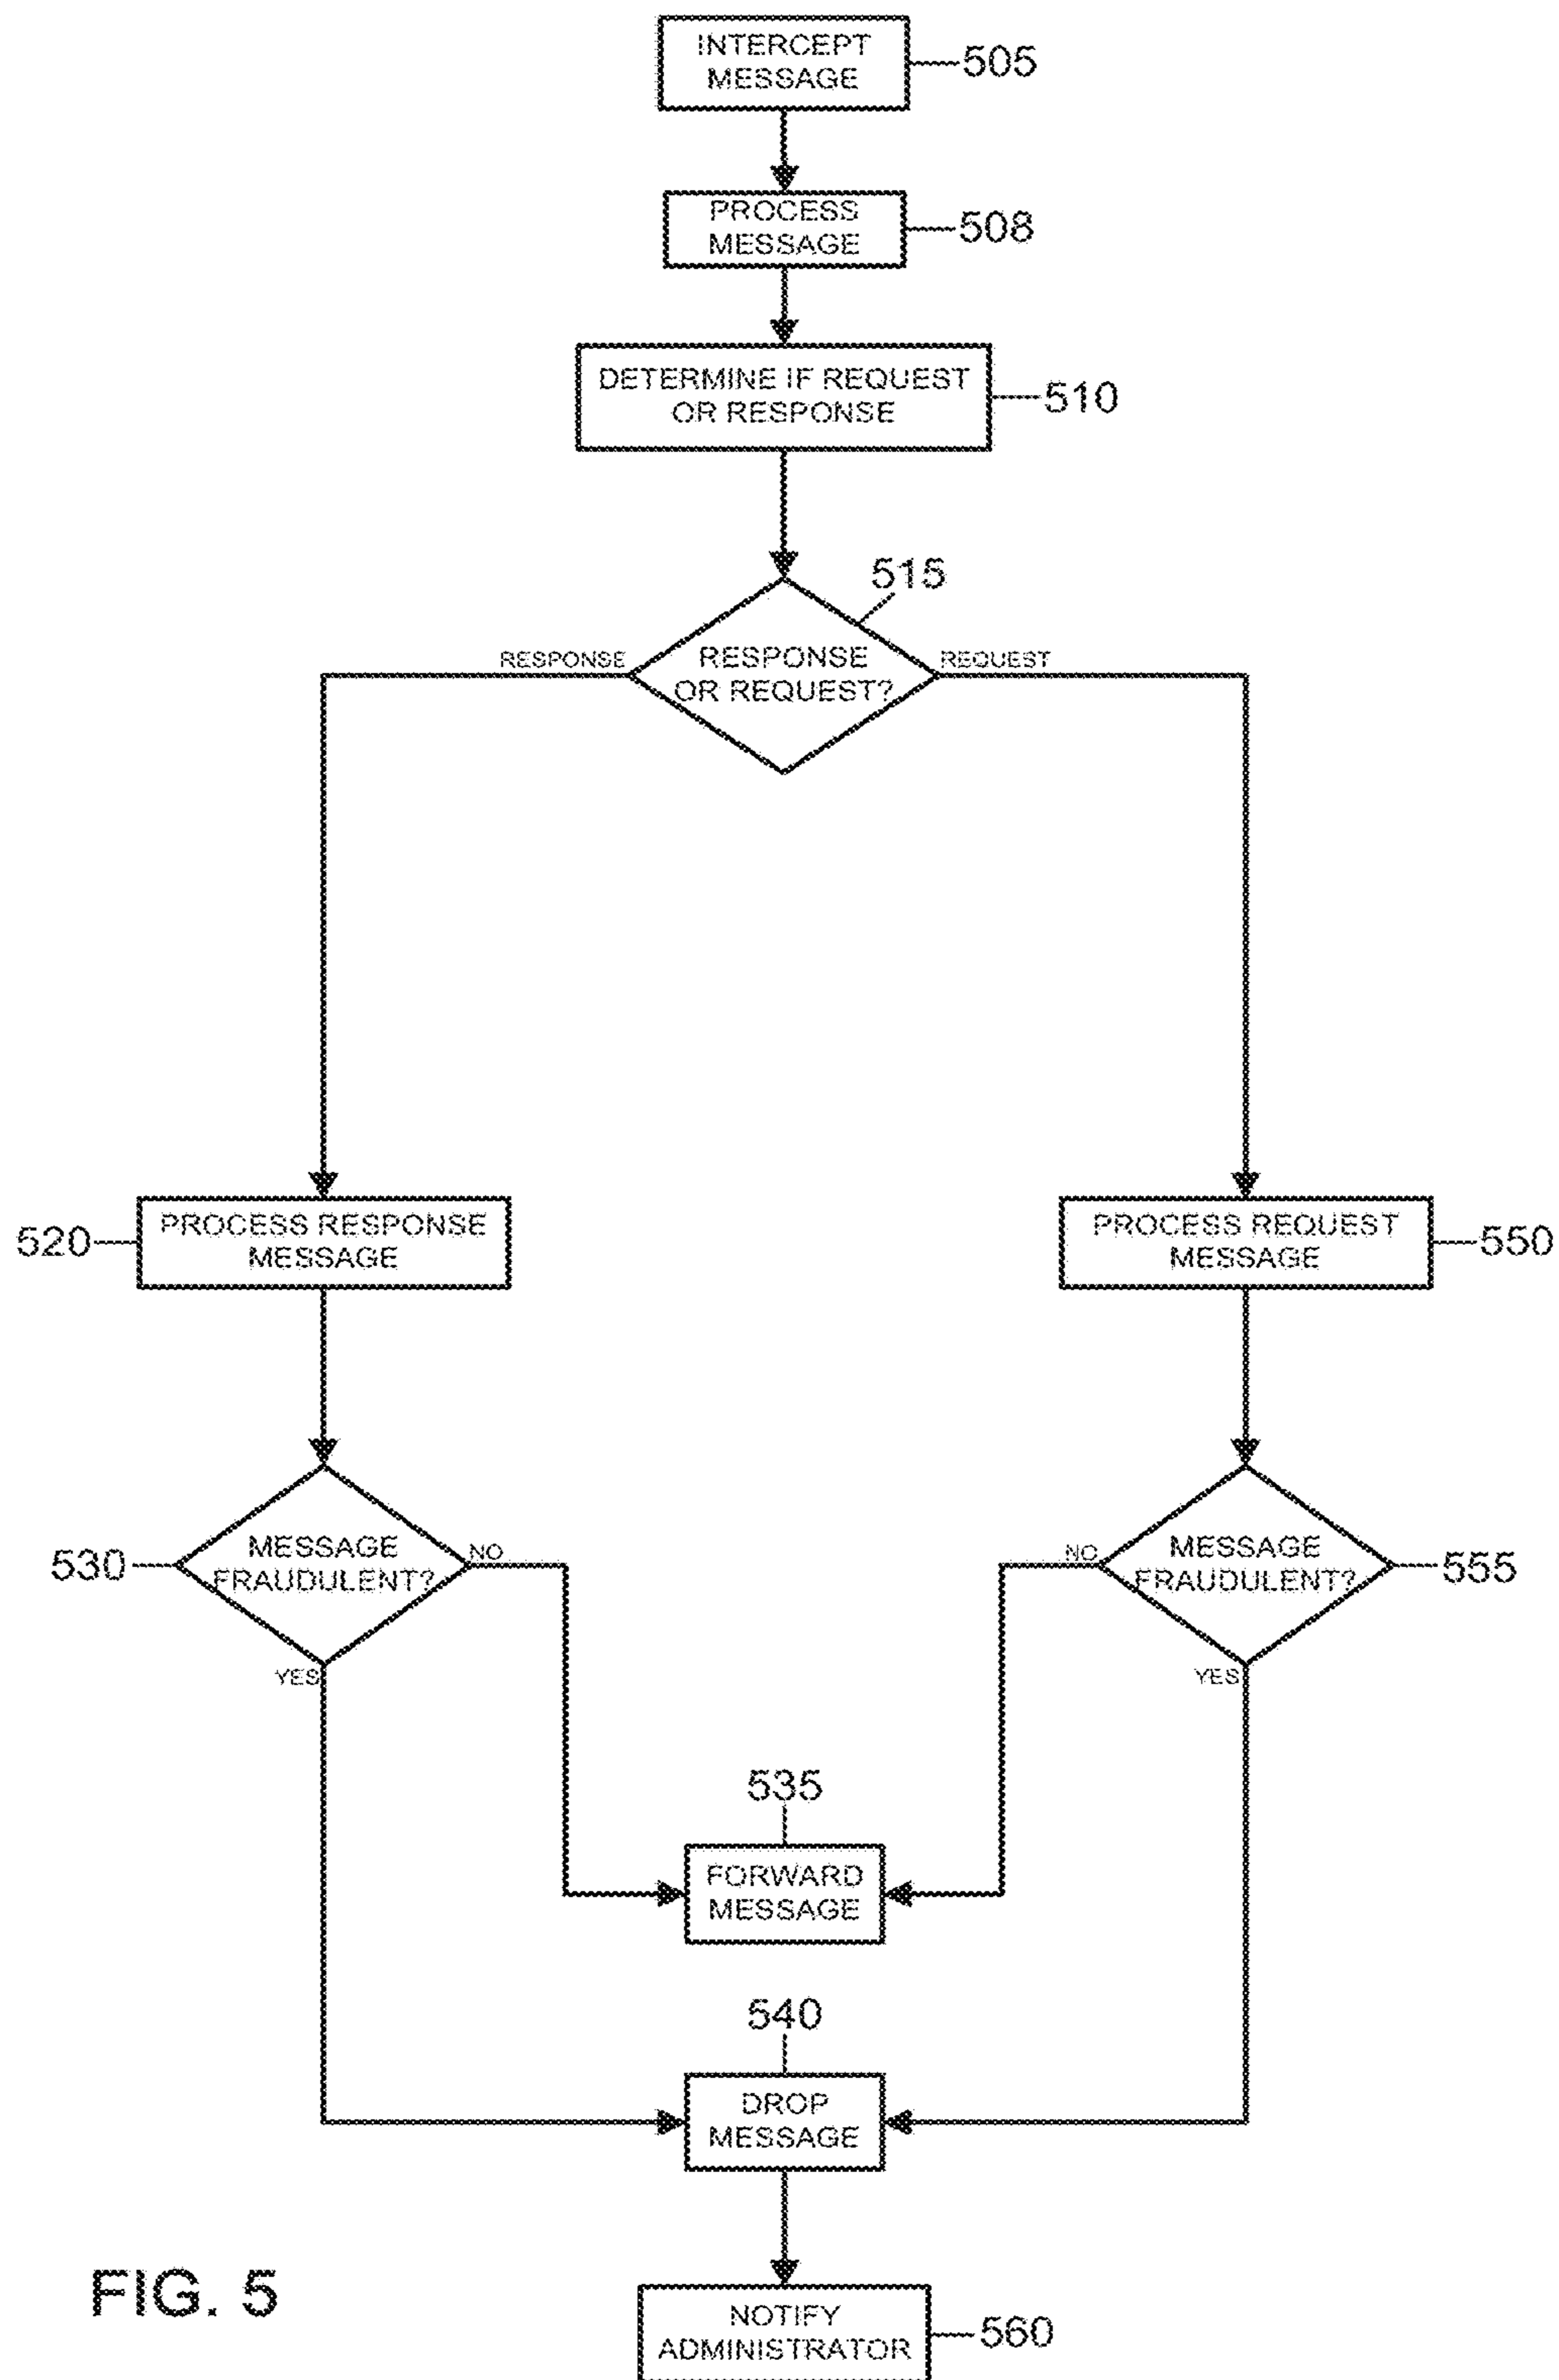 INTERCEPT
MESSAGE
505
PROCESS
MESSAGE
508
DETERMINE IF REQUEST
OR RESPONSE
510
515
RESPONSE
RESPONSE
OR REQUEST?
REQUEST
520
PROCESS RESPONSE
MESSAGE
PROCESS REQUEST
MESSAGE
550
530
MESSAGE
FRAUDULENT?
NO
YES
NO
MESSAGE
FRAUDULENT?
555
YES
535
FORWARD
MESSAGE
540
DROP
MESSAGE
NOTIFY
ADMINISTRATOR
560
FIG. 5